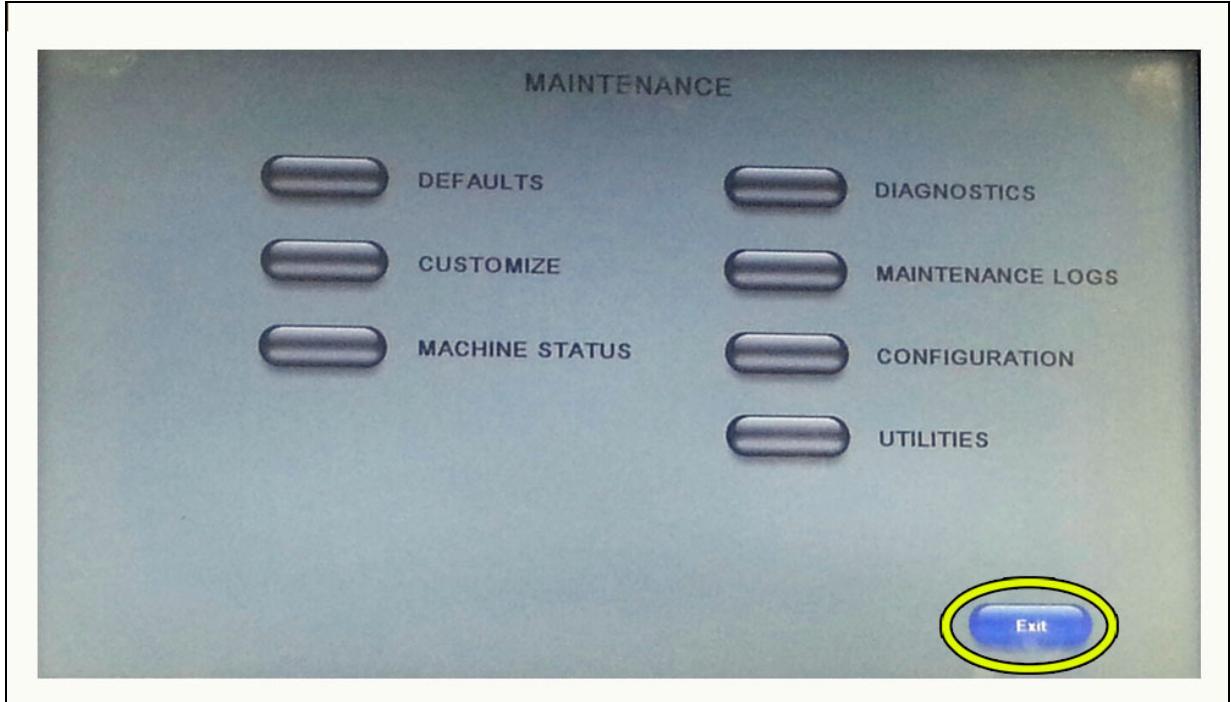 MAINTENANCE
DEFAULTS
CUSTOMIZE
MACHINE STATUS
DIAGNOSTICS
MAINTENANCE LOGS
CONFIGURATION
UTILITIES
Exit